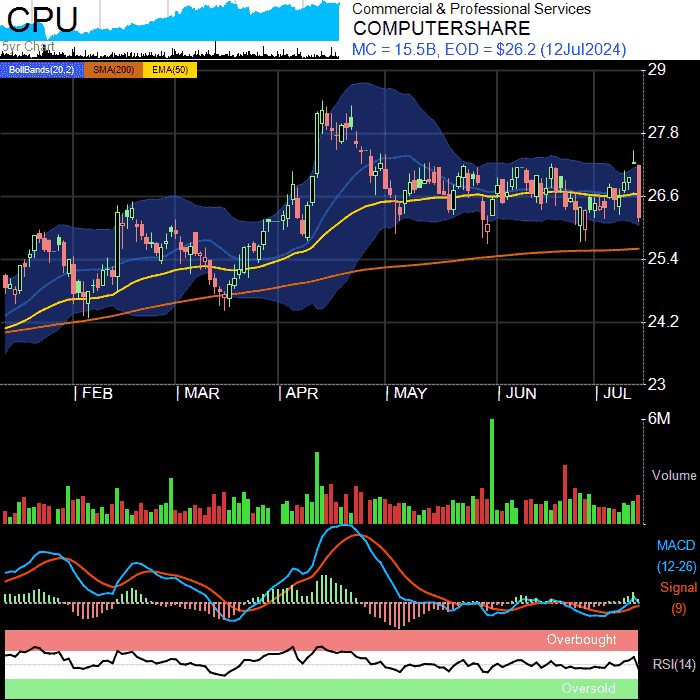 CPU
5yr Chart
Commercial & Professional Services
COMPUTERSHARE
MC = 15.5B, EOD = $26.2 (12Jul2024)
BollBands(20,2) SMA(200) EMA(50)
29
27.8
26.6
25.4
24.2
23
| FEB | MAR | APR | MAY | JUN | JUL
6M
Volume
MACD
(12-26)
Signal
(9)
Overbought
RSI(14)
Oversold